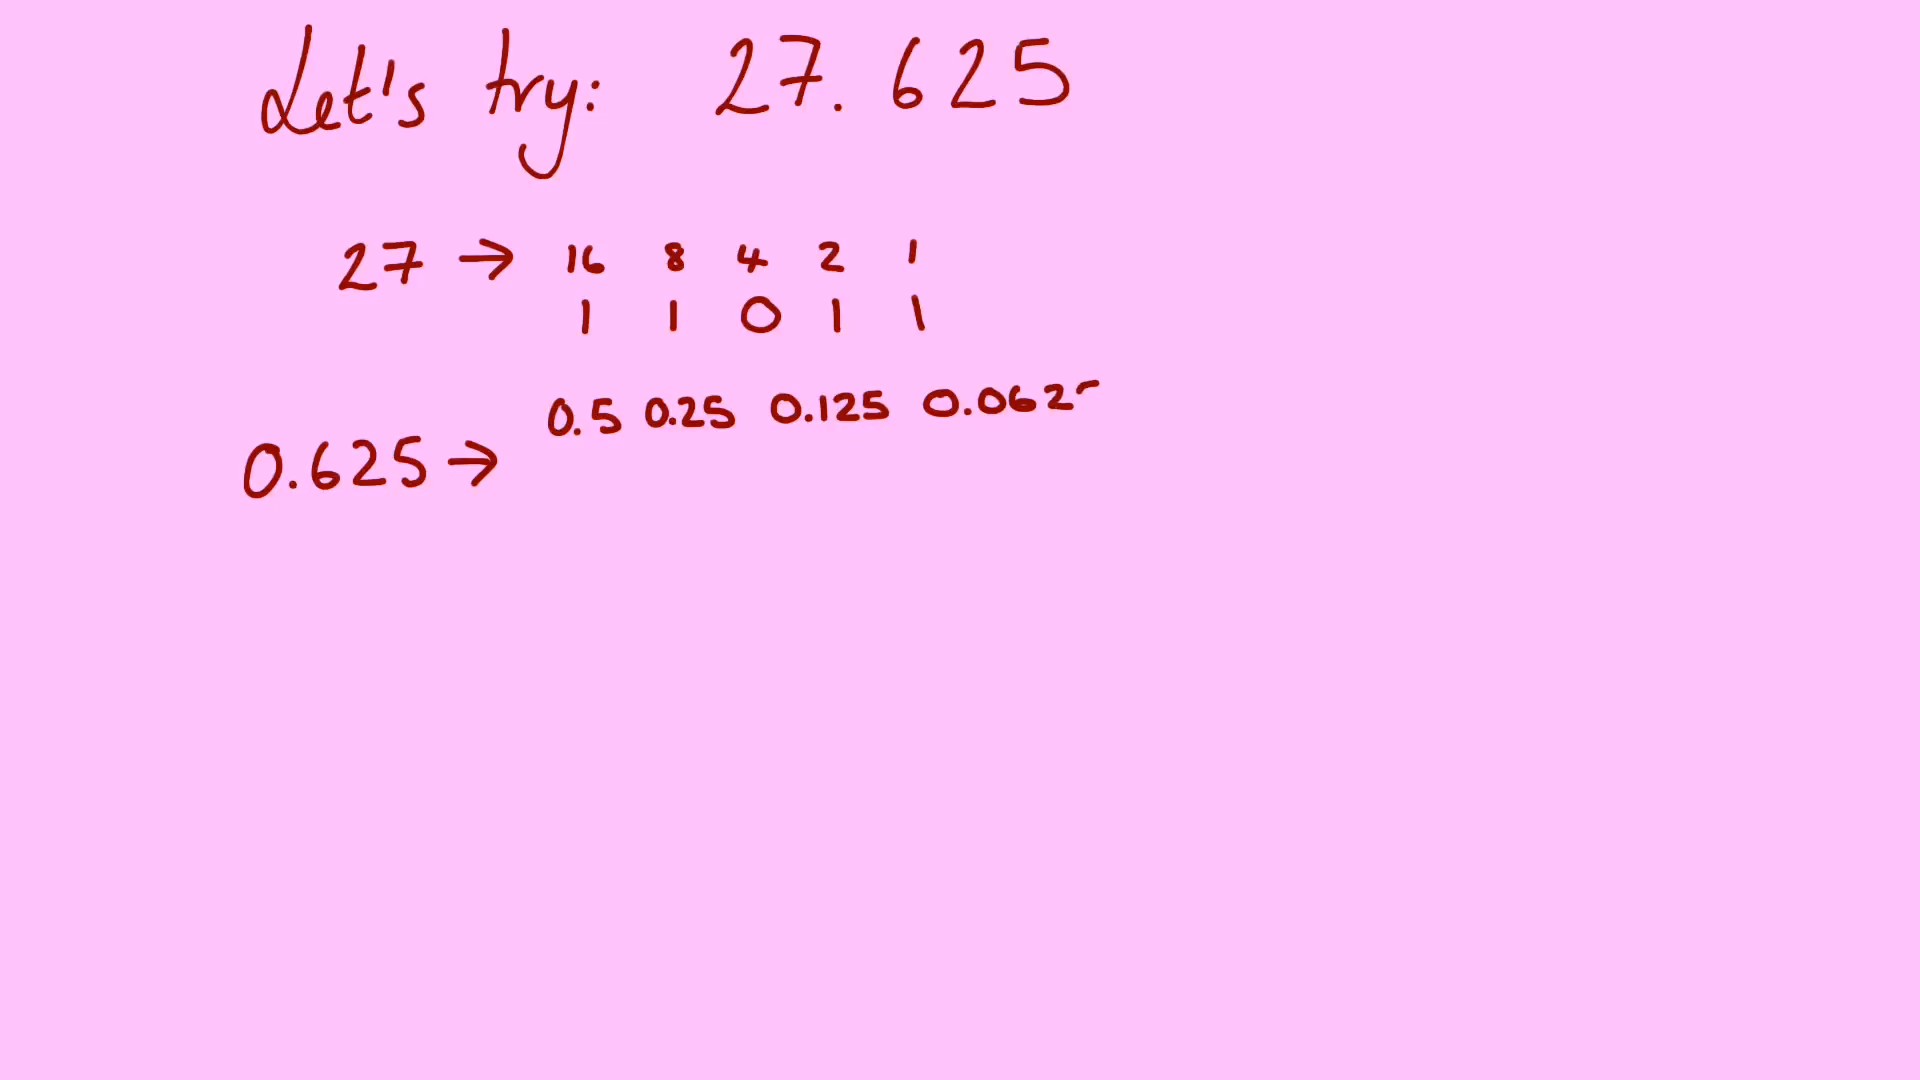 Let's try: 27.625
27 → 16 8 4 2 1
1 1 0 1 1
0.5 0.25 0.125 0.062
0.625 →